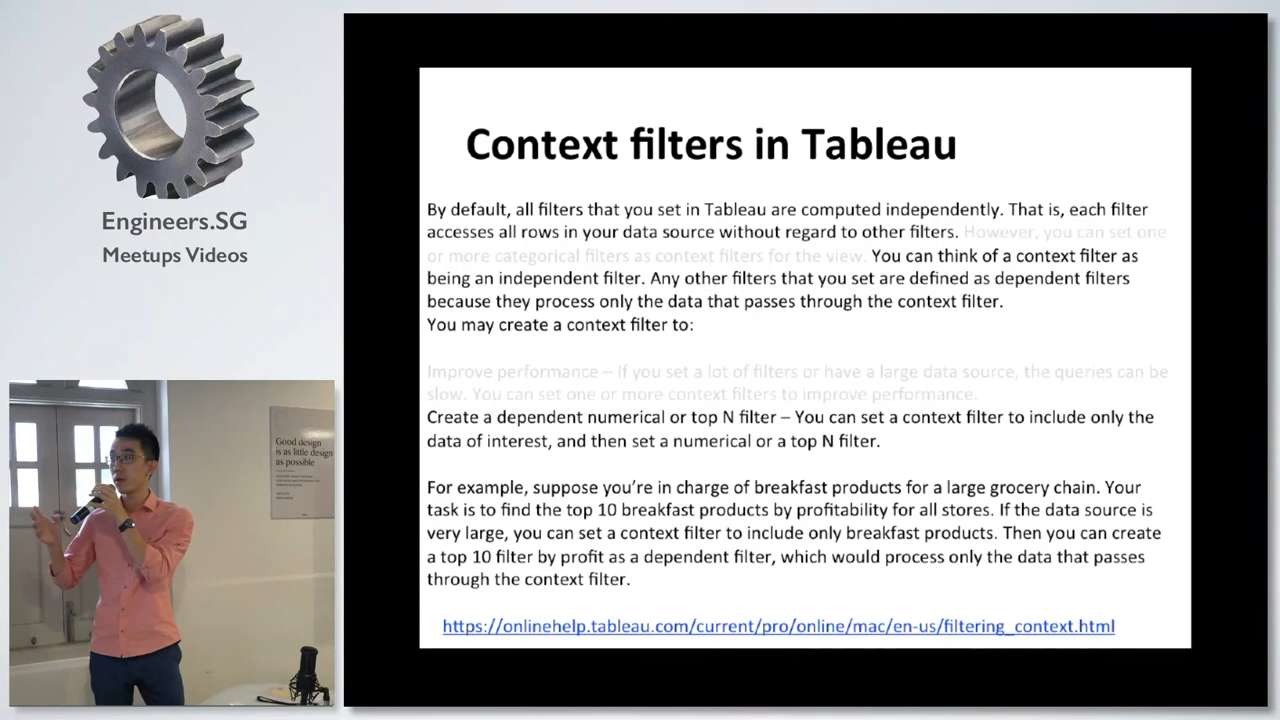 Engineers.SG
Meetups Videos
Context filters in Tableau
By default, all filters that you set in Tableau are computed independently. That is, each filter
accesses all rows in your data source without regard to other filters. However, you can set one
or more categorical filters as context filters for the view. You can think of a context filter as
being an independent filter. Any other filters that you set are defined as dependent filters
because they process only the data that passes through the context filter.
You may create a context filter to:
Improve performance – If you set a lot of filters or have a large data source, the queries can be
slow. You can set one or more context filters to improve performance.
Create a dependent numerical or top N filter – You can set a context filter to include only the
data of interest, and then set a numerical or a top N filter.
For example, suppose you’re in charge of breakfast products for a large grocery chain. Your
task is to find the top 10 breakfast products by profitability for all stores. If the data source is
very large, you can set a context filter to include only breakfast products. Then you can create
a top 10 filter by profit as a dependent filter, which would process only the data that passes
through the context filter.
https://onlinehelp.tableau.com/current/pro/online/mac/en-us/filtering_context.html
Good design
is as little design
as possible